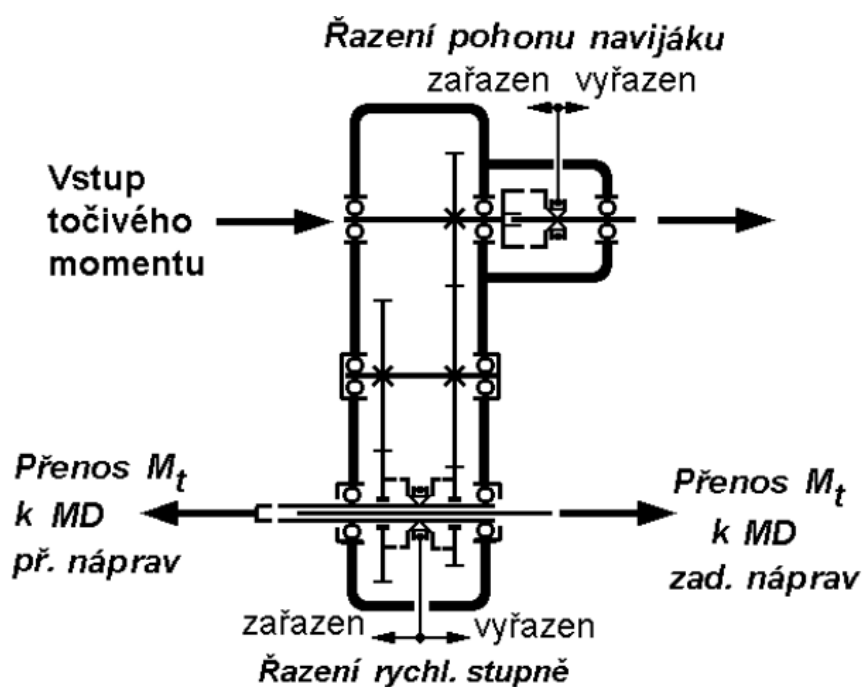 Řazení pohonu navijáku
zařazen vyřazen
Vstup
točivého
momentu
Přenos Mt
k MD
př. náprav
Přenos Mt
k MD
zad. náprav
zařazen vyřazen
Řazení rychl. stupně